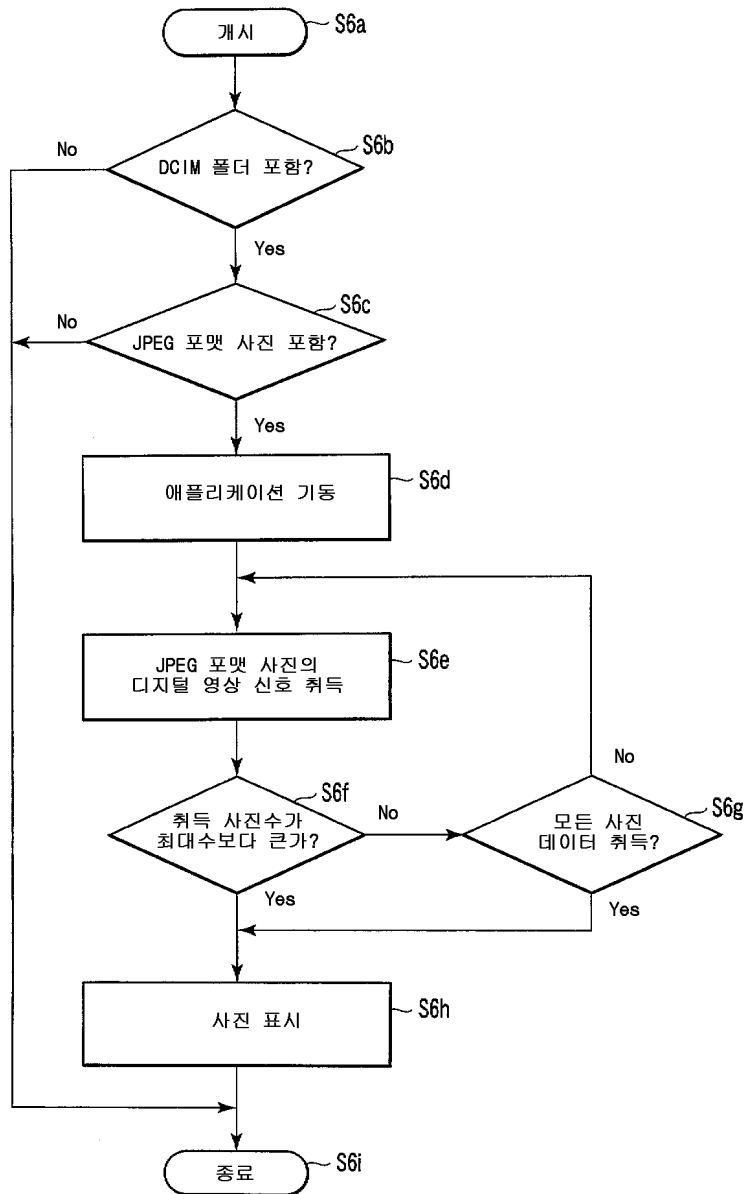 개시
S6a
No
DCIM 폴더 포함?
S6b
Yes
No
JPEG 포맷 사진 포함?
S6c
Yes
애플리케이션 기동
S6d
JPEG 포맷 사진의
디지털 영상 신호 취득
S6e
취득 사진수가
최대수보다 큰가?
S6f
No
No
모든 사진
데이터 취득?
S6g
Yes
Yes
사진 표시
S6h
종료
S6i